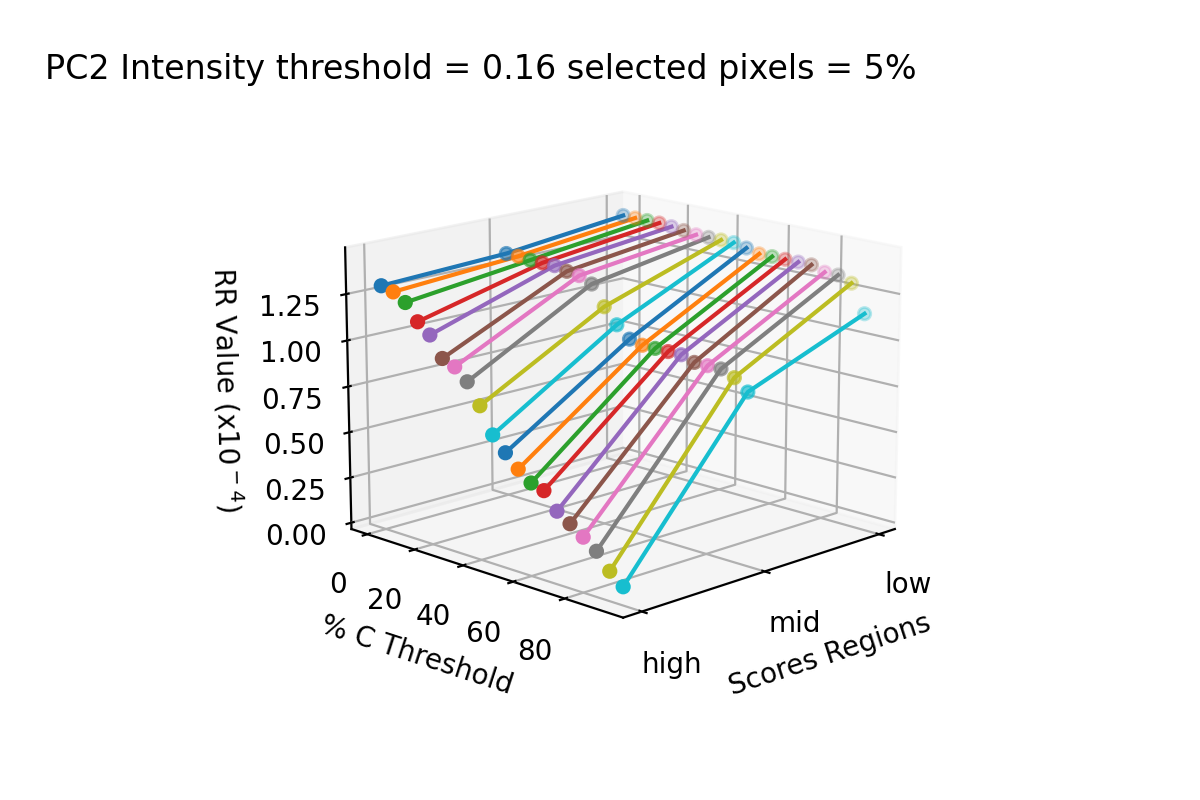 PC2 Intensity threshold = 0.16 selected pixels = 5%
RR Value (x10⁻⁴)
1.25
1.00
0.75
0.50
0.25
0.00
0
20
40
60
80
% C Threshold
high
mid
low
Scores Regions